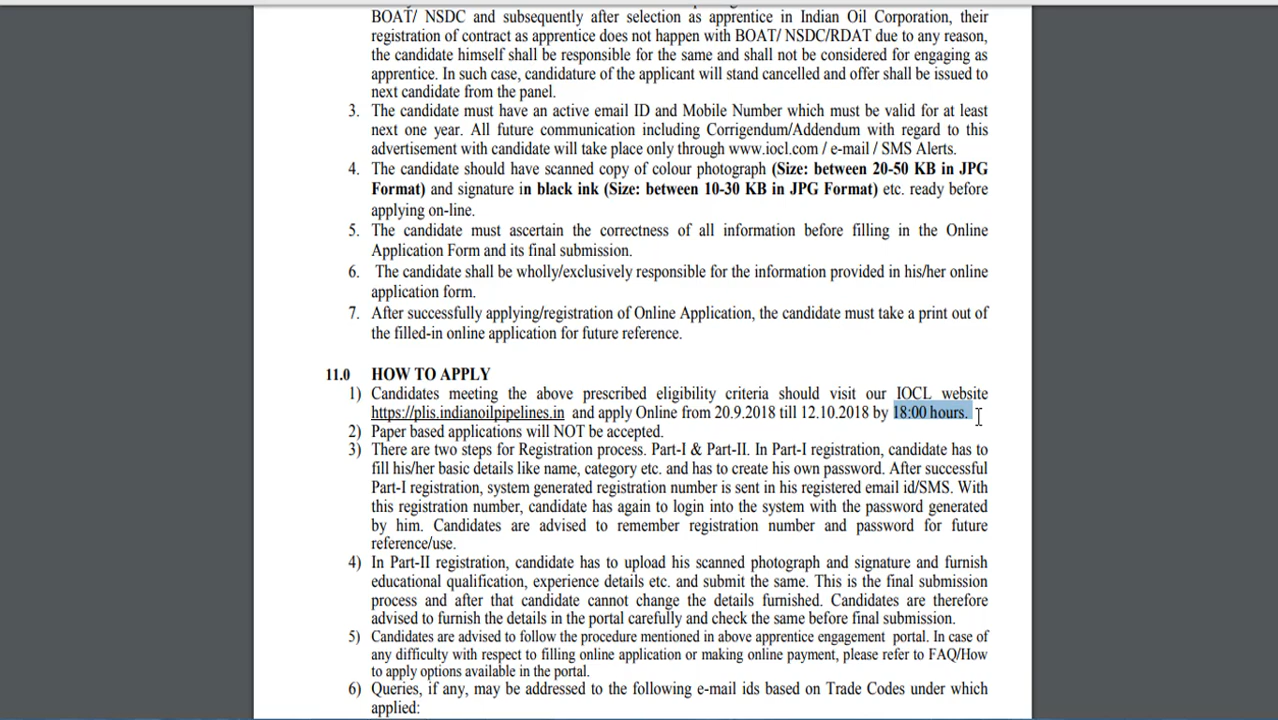 BOAT/ NSDC and subsequently after selection as apprentice in Indian Oil Corporation, their
registration of contract as apprentice does not happen with BOAT/ NSDC/RDAT due to any reason,
the candidate himself shall be responsible for the same and shall not be considered for engaging as
apprentice. In such case, candidature of the applicant will stand cancelled and offer shall be issued to
next candidate from the panel.
3. The candidate must have an active email ID and Mobile Number which must be valid for at least
next one year. All future communication including Corrigendum/Addendum with regard to this
advertisement with candidate will take place only through www.iocl.com / e-mail / SMS Alerts.
4. The candidate should have scanned copy of colour photograph (Size: between 20-50 KB in JPG
Format) and signature in black ink (Size: between 10-30 KB in JPG Format) etc. ready before
applying on-line.
5. The candidate must ascertain the correctness of all information before filling in the Online
Application Form and its final submission.
6. The candidate shall be wholly/exclusively responsible for the information provided in his/her online
application form.
7. After successfully applying/registration of Online Application, the candidate must take a print out of
the filled-in online application for future reference.
11.0 HOW TO APPLY
1) Candidates meeting the above prescribed eligibility criteria should visit our IOCL website
https://plis.indianoilpipelines.in and apply Online from 20.9.2018 till 12.10.2018 by 18:00 hours.
2) Paper based applications will NOT be accepted.
3) There are two steps for Registration process. Part-I & Part-II. In Part-I registration, candidate has to
fill his/her basic details like name, category etc. and has to create his own password. After successful
Part-I registration, system generated registration number is sent in his registered email id/SMS. With
this registration number, candidate has again to login into the system with the password generated
by him. Candidates are advised to remember registration number and password for future
reference/use.
4) In Part-II registration, candidate has to upload his scanned photograph and signature and furnish
educational qualification, experience details etc. and submit the same. This is the final submission
process and after that candidate cannot change the details furnished. Candidates are therefore
advised to furnish the details in the portal carefully and check the same before final submission.
5) Candidates are advised to follow the procedure mentioned in above apprentice engagement portal. In case of
any difficulty with respect to filling online application or making online payment, please refer to FAQ/How
to apply options available in the portal.
6) Queries, if any, may be addressed to the following e-mail ids based on Trade Codes under which
applied: